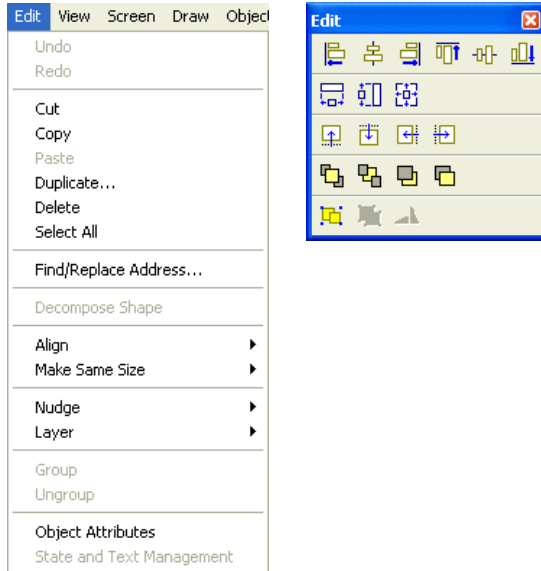 Edit View Screen Draw Objec
Undo
Redo
Cut
Copy
Paste
Duplicate...
Delete
Select All
Find/Replace Address...
Decompose Shape
Align
Make Same Size
Nudge
Layer
Group
Ungroup
Object Attributes
State and Text Management
Edit